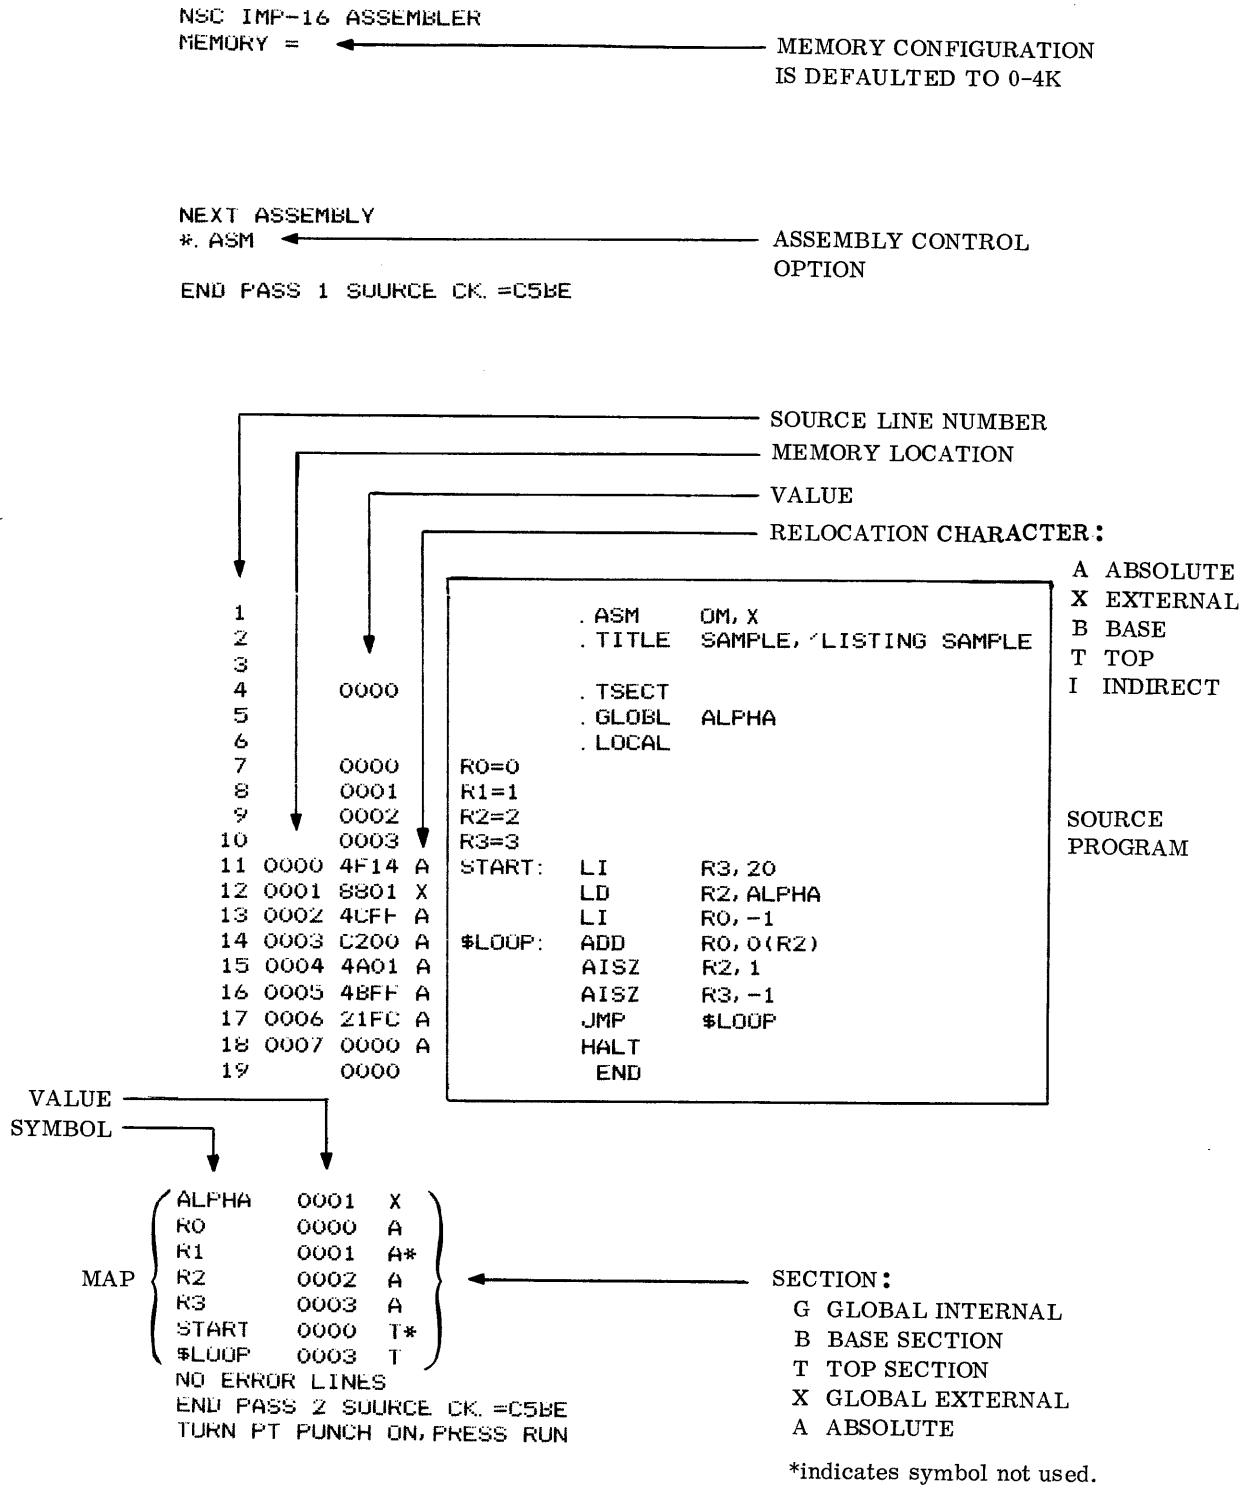 NSC IMP-16 ASSEMBLER
MEMORY =
MEMORY CONFIGURATION
IS DEFAULTED TO 0-4K
NEXT ASSEMBLY
*. ASM
ASSEMBLY CONTROL
OPTION
END PASS 1 SOURCE CK. =C5BE
SOURCE LINE NUMBER
MEMORY LOCATION
VALUE
RELOCATION CHARACTER:
A ABSOLUTE
X EXTERNAL
B BASE
T TOP
I INDIRECT
1 . ASM OM, X
2 . TITLE SAMPLE, 'LISTING SAMPLE
3
4 0000 . TSECT
5 . GLOBL ALPHA
6 . LOCAL
7 0000 R0=0
8 0001 R1=1
9 0002 R2=2
10 0003 R3=3
11 0000 4F14 A START: LI R3, 20
12 0001 8801 X LD R2, ALPHA
13 0002 4CFF A LI R0, -1
14 0003 C200 A $LOOP: ADD R0, 0(R2)
15 0004 4A01 A AISZ R2, 1
16 0005 4BFF A AISZ R3, -1
17 0006 21FC A JMP $LOOP
18 0007 0000 A HALT
19 0000 END
SOURCE
PROGRAM
VALUE
SYMBOL
MAP
ALPHA 0001 X
R0 0000 A
R1 0001 A*
R2 0002 A
R3 0003 A
START 0000 T*
$LOOP 0003 T
NO ERROR LINES
END PASS 2 SOURCE CK. =C5BE
TURN PT PUNCH ON, PRESS RUN
SECTION:
G GLOBAL INTERNAL
B BASE SECTION
T TOP SECTION
X GLOBAL EXTERNAL
A ABSOLUTE
*indicates symbol not used.